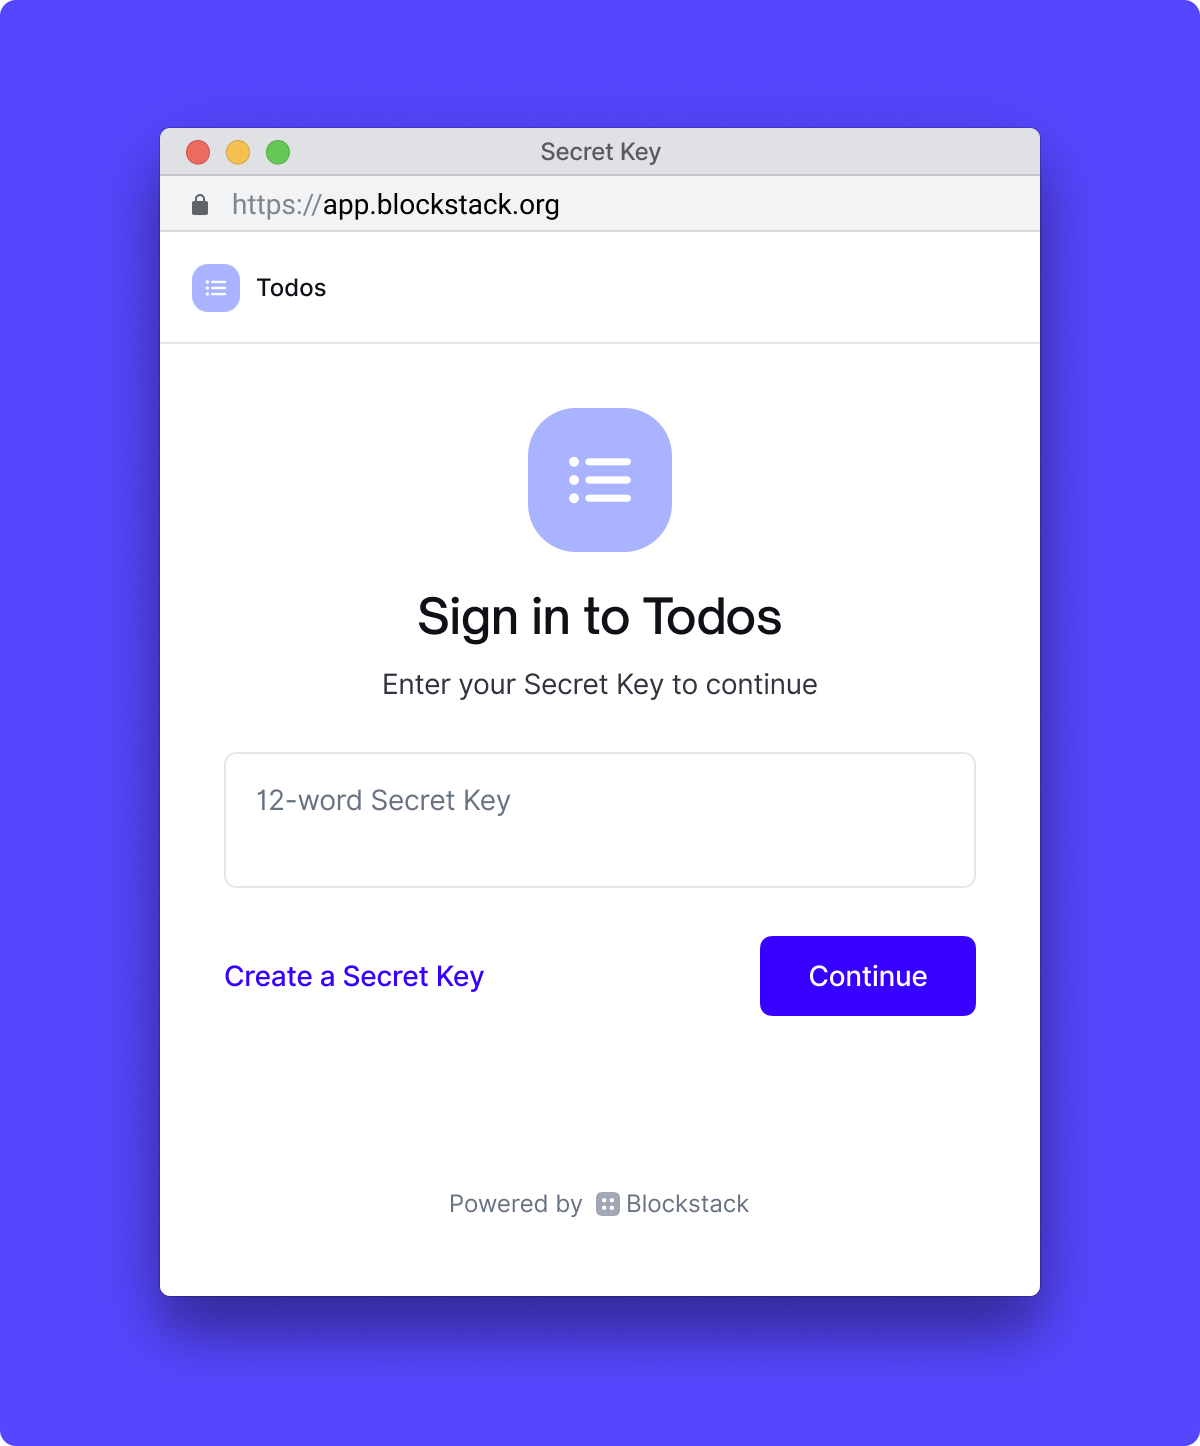 Secret Key
https://app.blockstack.org
Todos
Sign in to Todos
Enter your Secret Key to continue
12-word Secret Key
Create a Secret Key
Continue
Powered by Blockstack